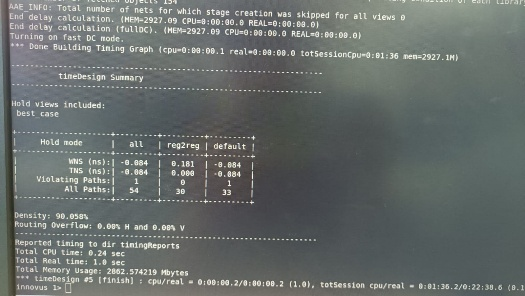 AAE_INFO: Total number of nets for which stage creation was skipped for all views 0
End delay calculation. (MEM=2927.09 CPU=0:00:00.0 REAL=0:00:00.0)
End delay calculation (fullDC). (MEM=2927.09 CPU=0:00:00.0 REAL=0:00:00.0)
Turning on fast DC mode.
*** Done Building Timing Graph (cpu=0:00:00.1 real=0:00:00.0 totSessionCpu=0:01:36 mem=2927.1M)
------------------------------------------------------------
timeDesign Summary
------------------------------------------------------------
Hold views included:
best_case
+--------------------+---------+---------+---------+
| Hold mode | all | reg2reg | default |
+--------------------+---------+---------+---------+
| WNS (ns):| -0.084 | 0.181 | -0.084 |
| TNS (ns):| -0.084 | 0.000 | -0.084 |
| Violating Paths:| 1 | 0 | 1 |
| All Paths:| 54 | 30 | 33 |
+--------------------+---------+---------+---------+
Density: 90.058%
Routing Overflow: 0.00% H and 0.00% V
------------------------------------------------------------
Reported timing to dir timingReports
Total CPU time: 0.24 sec
Total Real time: 1.0 sec
Total Memory Usage: 2862.574219 Mbytes
*** timeDesign #5 [finish] : cpu/real = 0:00:00.2/0:00:00.2 (1.0), totSession cpu/real = 0:01:36.2/0:22:38.6 (0.1
innovus 1>